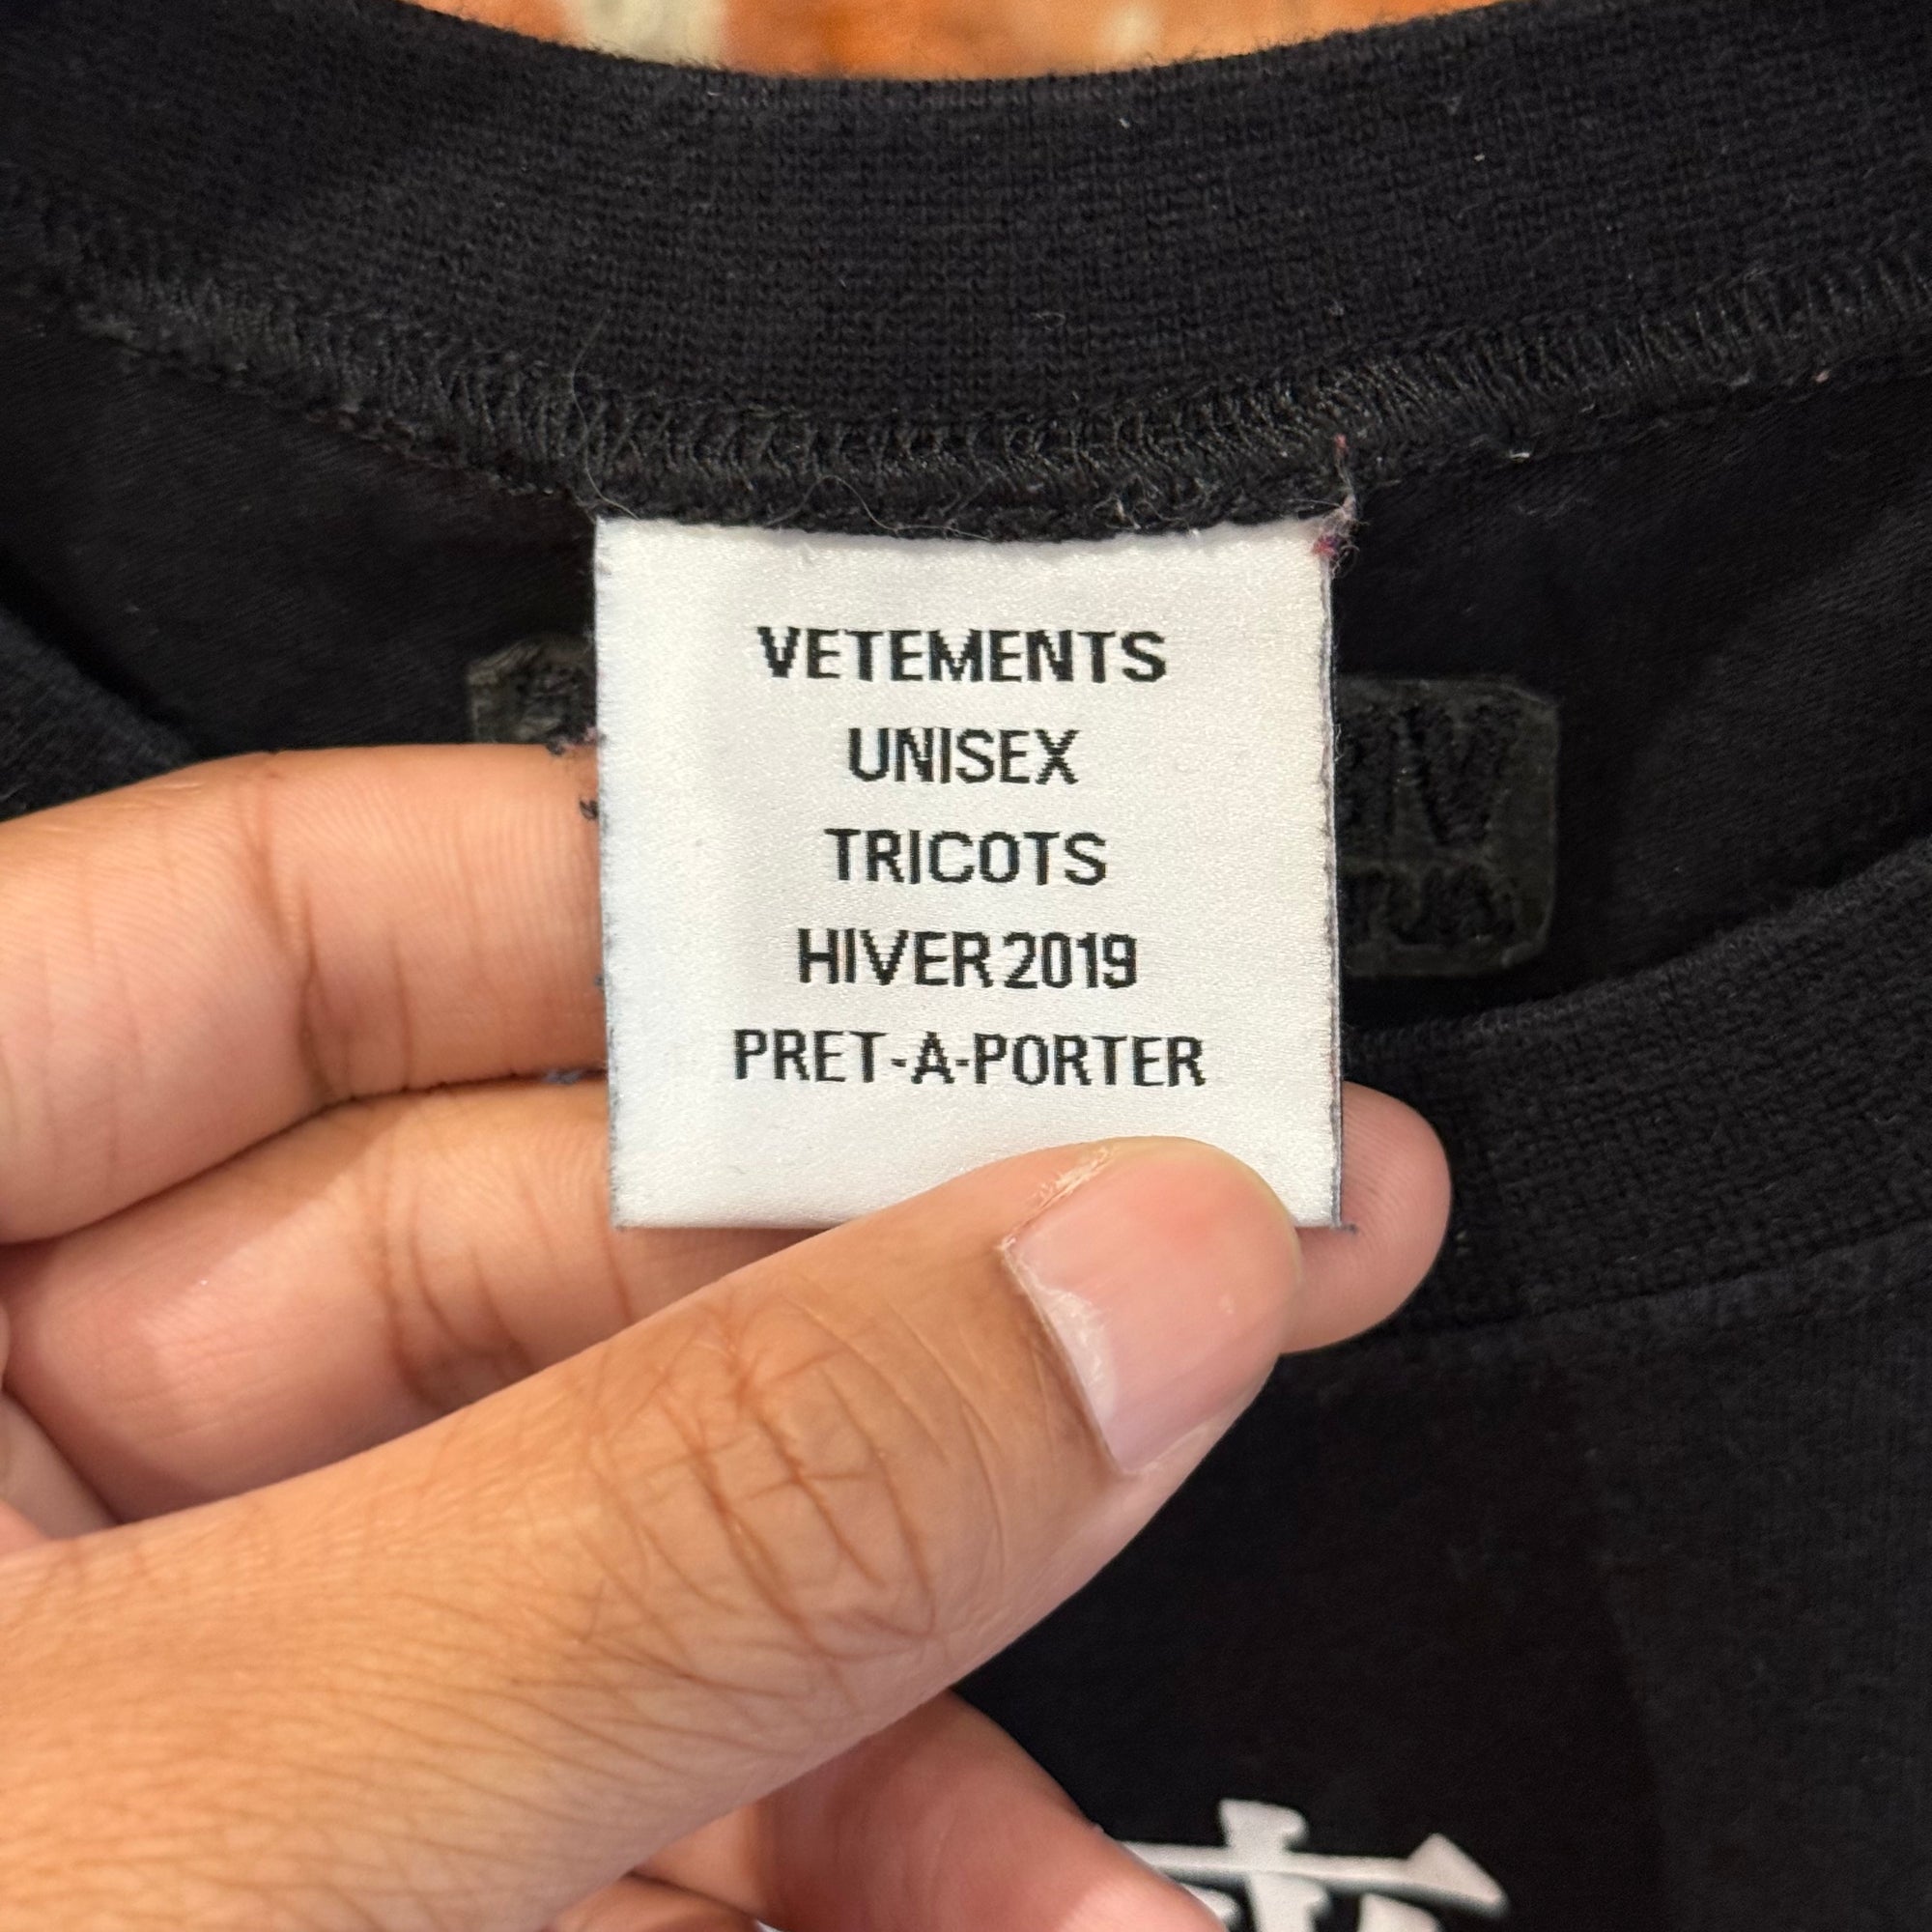 VETEMENTS
UNISEX
TRICOTS
HIVER 2019
PRET-A-PORTER